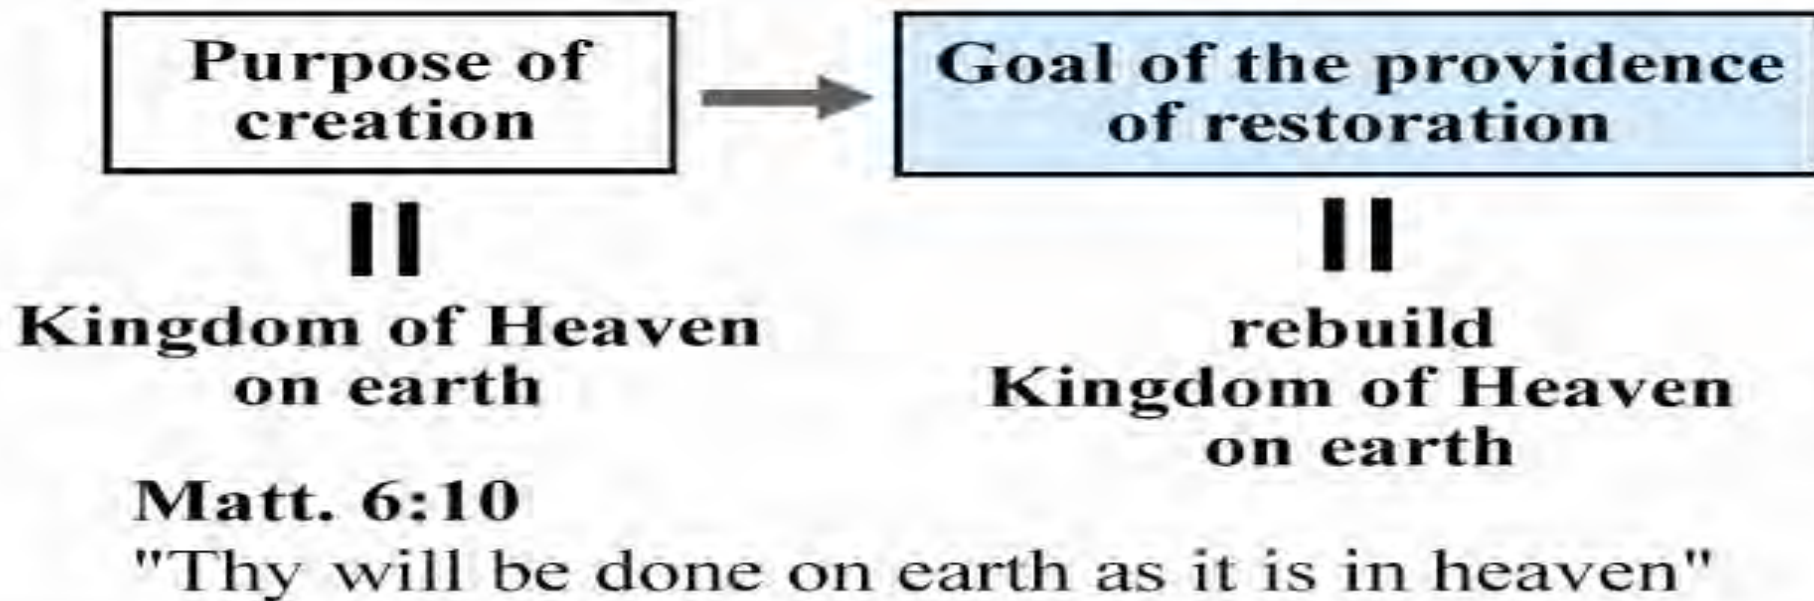 Purpose of
creation
Goal of the providence
of restoration
Kingdom of Heaven
on earth
rebuild
Kingdom of Heaven
on earth
Matt. 6:10
"Thy will be done on earth as it is in heaven"